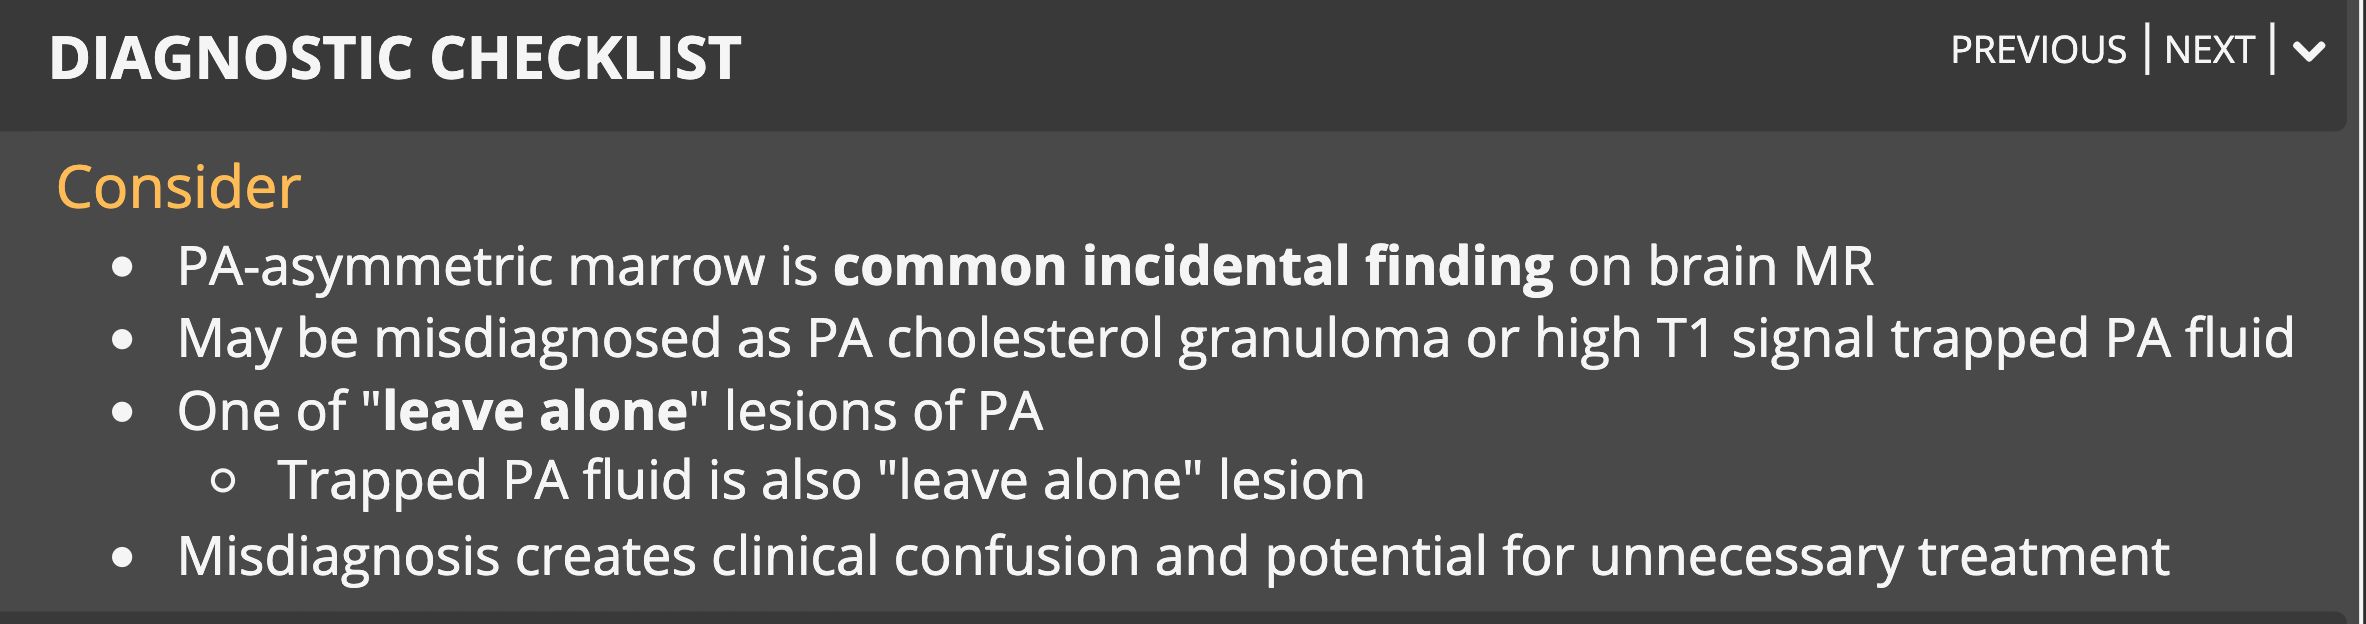 DIAGNOSTIC CHECKLIST
PREVIOUS | NEXT |
Consider
• PA-asymmetric marrow is common incidental finding on brain MR
• May be misdiagnosed as PA cholesterol granuloma or high T1 signal trapped PA fluid
• One of "leave alone" lesions of PA
○ Trapped PA fluid is also "leave alone" lesion
• Misdiagnosis creates clinical confusion and potential for unnecessary treatment